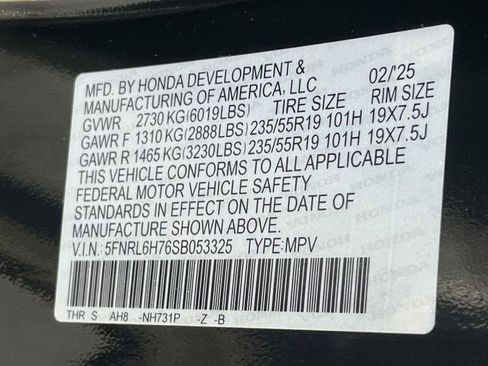 MFD. BY HONDA DEVELOPMENT &
MANUFACTURING OF AMERICA, LLC 02/25
GVWR 2730 KG(6019LBS) TIRE SIZE RIM SIZE
GAWR F 1310 KG(2888LBS) 235/55R19 101H 19X7.5J
GAWR R 1465 KG(3230LBS) 235/55R19 101H 19X7.5J
THIS VEHICLE CONFORMS TO ALL APPLICABLE
FEDERAL MOTOR VEHICLE SAFETY
STANDARDS IN EFFECT ON THE DATE OF
MANUFACTURE SHOWN ABOVE.
V.I.N.: 5FNRL6H76SB053325 TYPE:MPV
THR S AH8 -NH731P -Z -B